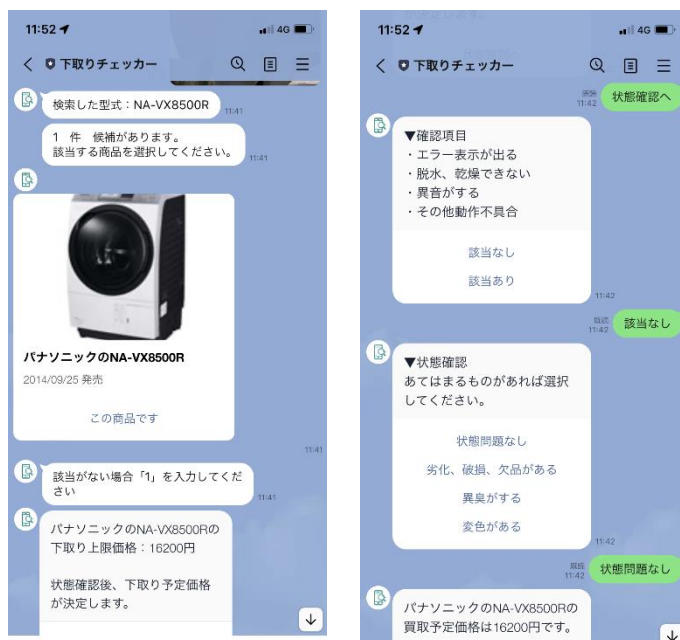 11:52
4G
下取りチェッカー
検索した型式：NA-VX8500R
11:41
1　件　候補があります。
該当する商品を選択してください。
11:41
パナソニックのNA-VX8500R
2014/09/25 発売
この商品です
11:41
該当がない場合「1」を入力してくだ
さい
11:41
パナソニックのNA-VX8500Rの
下取り上限価格：16200円
状態確認後、下取り予定価格
が決定します。
11:52
4G
下取りチェッカー
既読
11:42
状態確認へ
▼確認項目
・エラー表示が出る
・脱水、乾燥できない
・異音がする
・その他動作不具合
該当なし
該当あり
11:42
既読
11:42
該当なし
▼状態確認
あてはまるものがあれば選択
してください。
状態問題なし
劣化、破損、欠品がある
異臭がする
変色がある
11:42
既読
11:42
状態問題なし
パナソニックのNA-VX8500Rの
買取予定価格は16200円です。